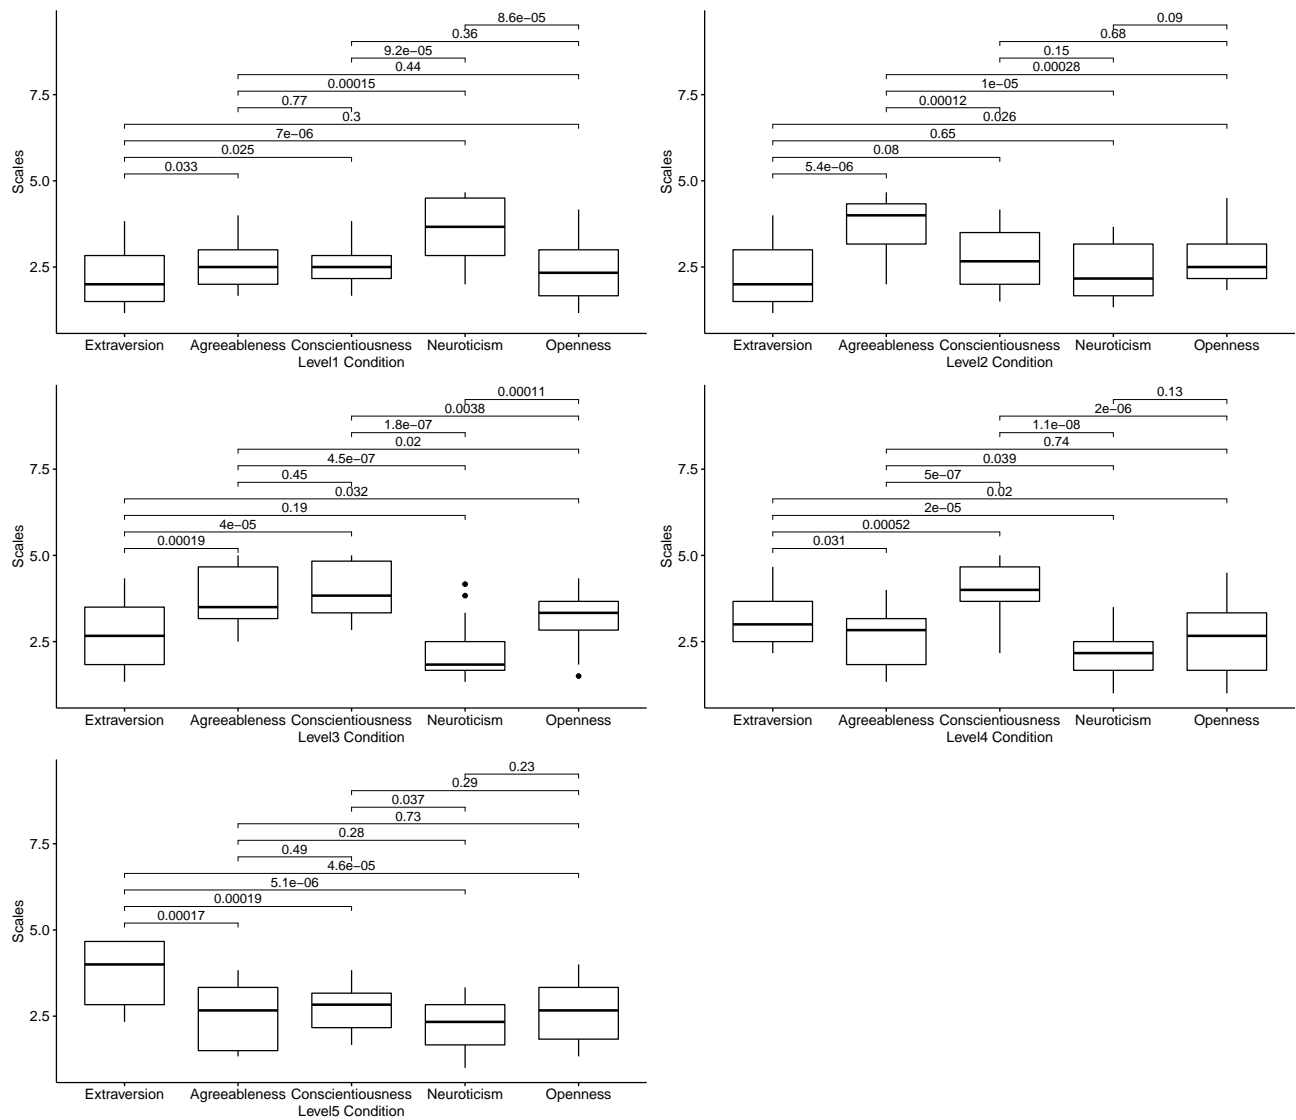 8.6e−05
0.36
9.2e−05
0.44
0.00015
0.77
0.3
7e−06
0.025
0.033
7.5
5.0
2.5
Scales
Extraversion Agreeableness Conscientiousness Neuroticism Openness
Level1 Condition
0.09
0.68
0.15
0.00028
1e−05
0.00012
0.026
0.65
0.08
5.4e−06
7.5
5.0
2.5
Scales
Extraversion Agreeableness Conscientiousness Neuroticism Openness
Level2 Condition
0.00011
0.0038
1.8e−07
0.02
4.5e−07
0.45
0.032
0.19
4e−05
0.00019
7.5
5.0
2.5
Scales
Extraversion Agreeableness Conscientiousness Neuroticism Openness
Level3 Condition
0.13
2e−06
1.1e−08
0.74
0.039
5e−07
0.02
2e−05
0.00052
0.031
7.5
5.0
2.5
Scales
Extraversion Agreeableness Conscientiousness Neuroticism Openness
Level4 Condition
0.23
0.29
0.037
0.73
0.28
0.49
4.6e−05
5.1e−06
0.00019
0.00017
7.5
5.0
2.5
Scales
Extraversion Agreeableness Conscientiousness Neuroticism Openness
Level5 Condition